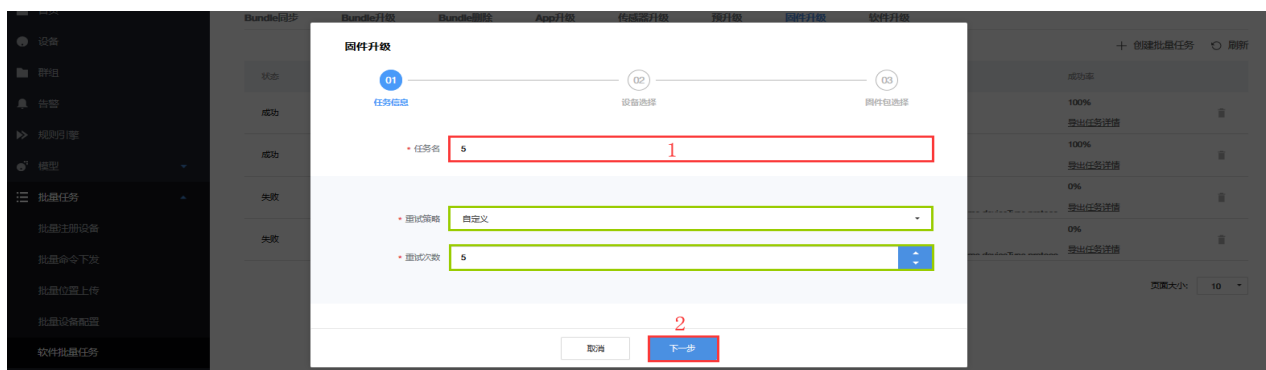 Bundle同步 Bundle升级 Bundle删除 App升级 传感器升级 预升级 固件升级 软件升级
设备
群组
告警
规则引擎
模型
批量任务
批量注册设备
批量命令下发
批量位置上传
批量设备配置
软件批量任务
+ 创建批量任务 刷新
状态 成功率
成功 100%
导出任务详情
成功 100%
导出任务详情
失败 0%
导出任务详情
失败 0%
导出任务详情
页面大小: 10
固件升级
01 02 03
任务信息 设备选择 固件包选择
* 任务名 5 1
* 重试策略 自定义
* 重试次数 5
2
取消 下一步